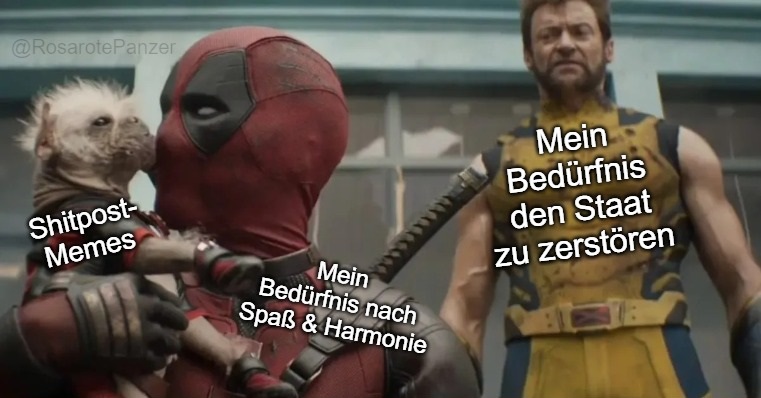 @RosarotePanzer
Mein
Bedürfnis
den Staat
zu zerstören
Shitpost-
Memes
Mein
Bedürfnis nach
Spaß & Harmonie